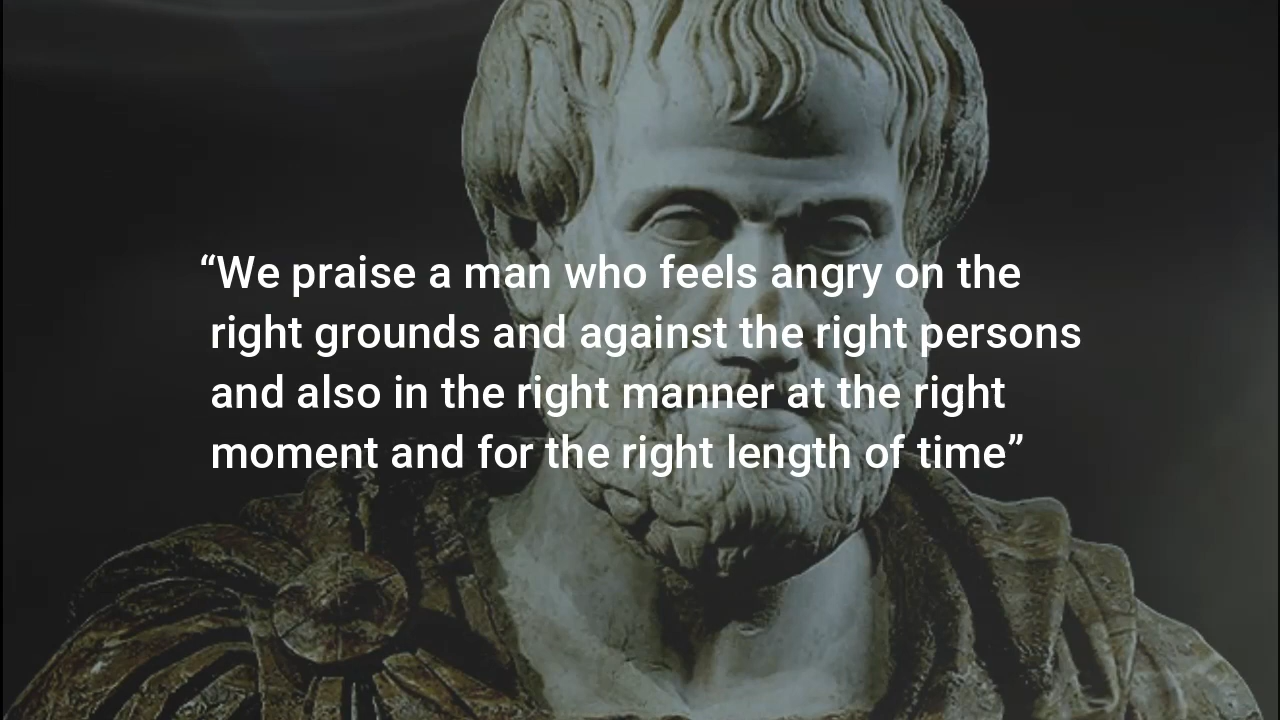 “We praise a man who feels angry on the
right grounds and against the right persons
and also in the right manner at the right
moment and for the right length of time”